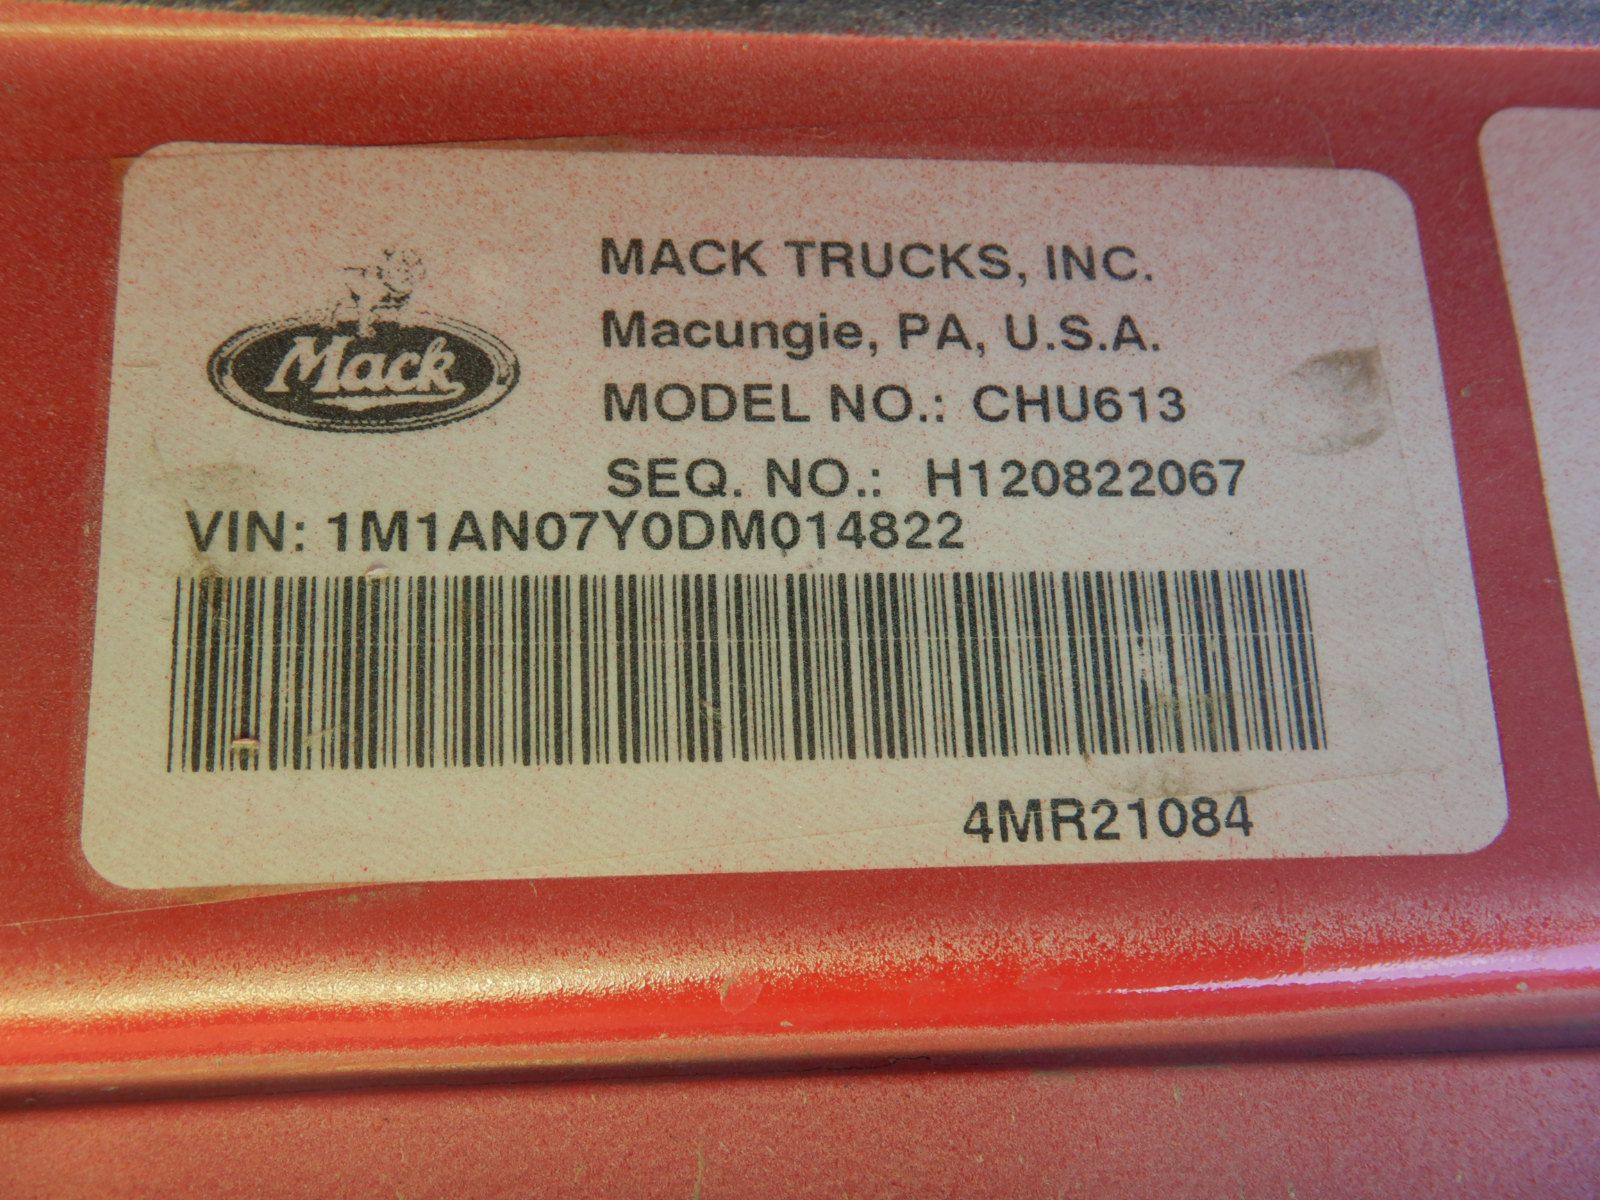 Mack
MACK TRUCKS, INC.
Macungie, PA, U.S.A.
MODEL NO.: CHU613
SEQ. NO.: H120822067
VIN: 1M1AN07Y0DM014822
4MR21084